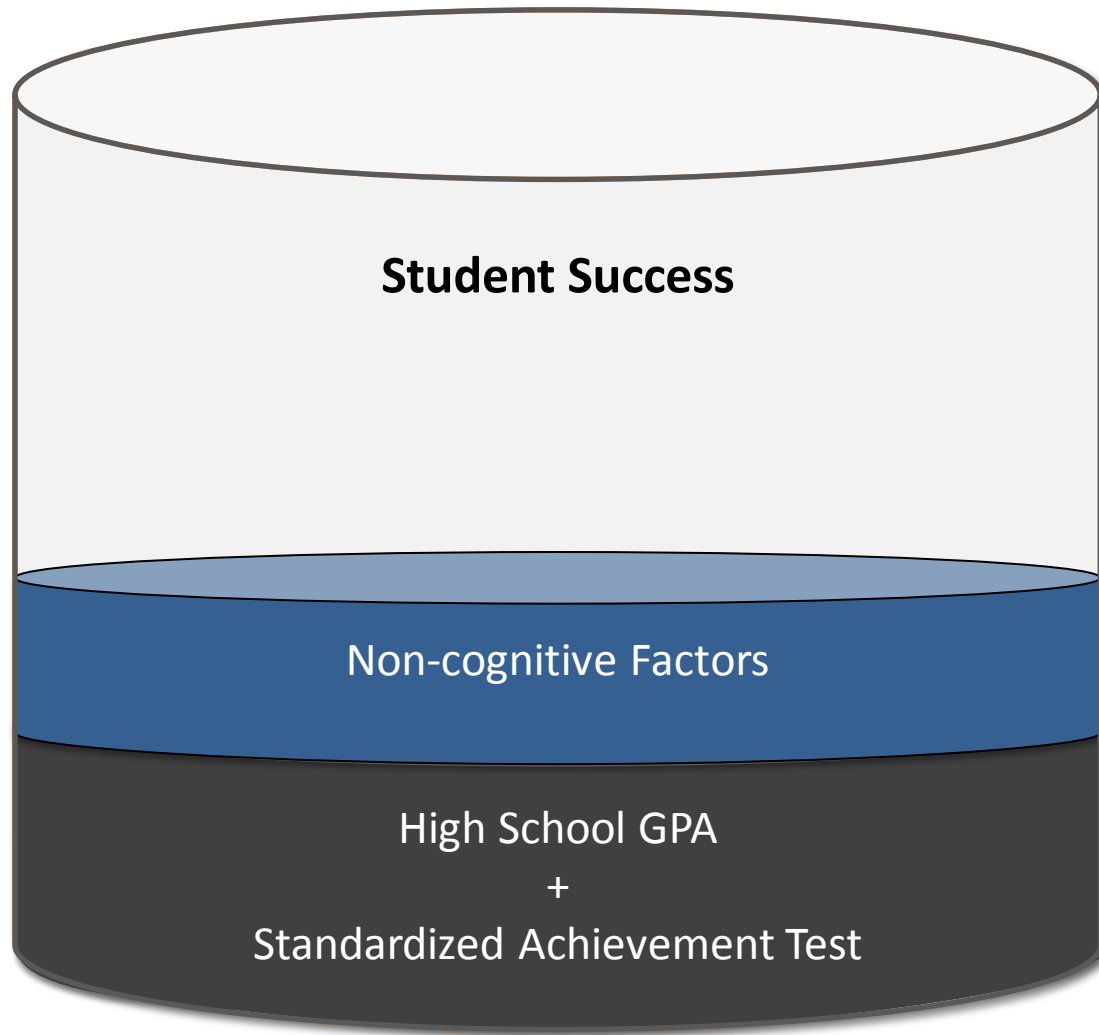 Student Success
Non-cognitive Factors
High School GPA
+
Standardized Achievement Test